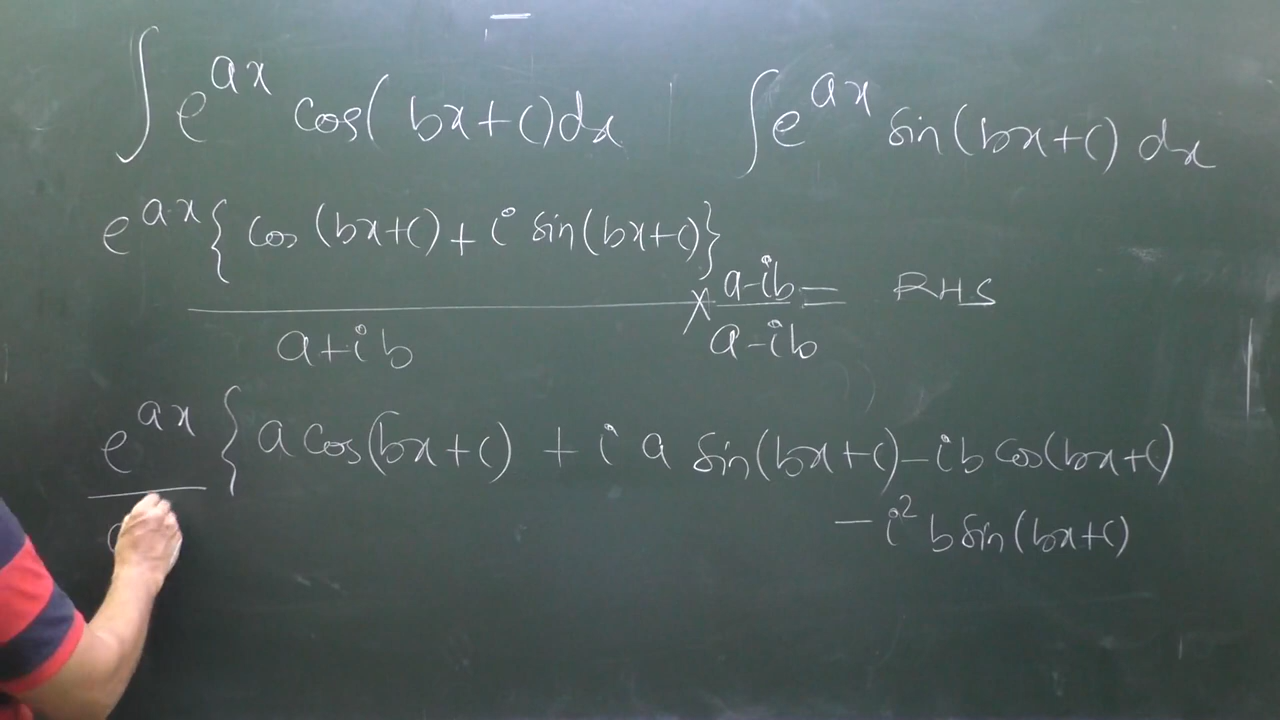 ∫ e^{ax} cos(bx+c)dx    ∫ e^{ax} sin(bx+c) dx
e^{ax}{ cos (bx+c) + i sin(bx+c)}
a-ib
× = RHS
a+ib    a-ib
e^{ax} { a cos(bx+c) + i a sin(bx+c) - ib cos(bx+c)
- i² b sin(bx+c)